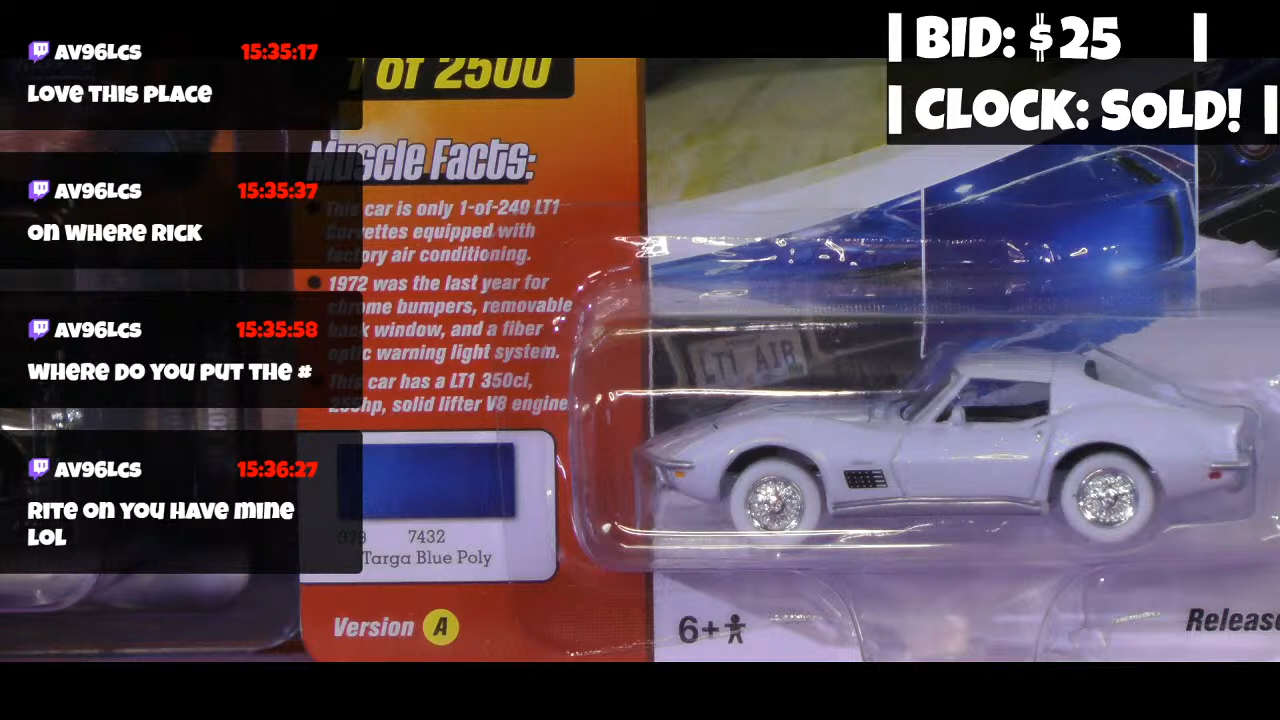 AV96LCS 15:35:17
LOVE THIS PLACE
AV96LCS 15:35:37
ON WHERE RICK
AV96LCS 15:35:58
WHERE DO YOU PUT THE #
AV96LCS 15:36:27
RITE ON YOU HAVE MINE
LOL
| BID: $25 |
| CLOCK: SOLD! |
1 of 2500
Muscle Facts:
This car is only 1-of-240 LT1
Corvettes equipped with
factory air conditioning.
1972 was the last year for
chrome bumpers, removable
back window, and a fiber
optic warning light system.
This car has a LT1 350ci,
255hp, solid lifter V8 engine.
979 7432
Targa Blue Poly
Version A
LT1 AIR
6+
Release